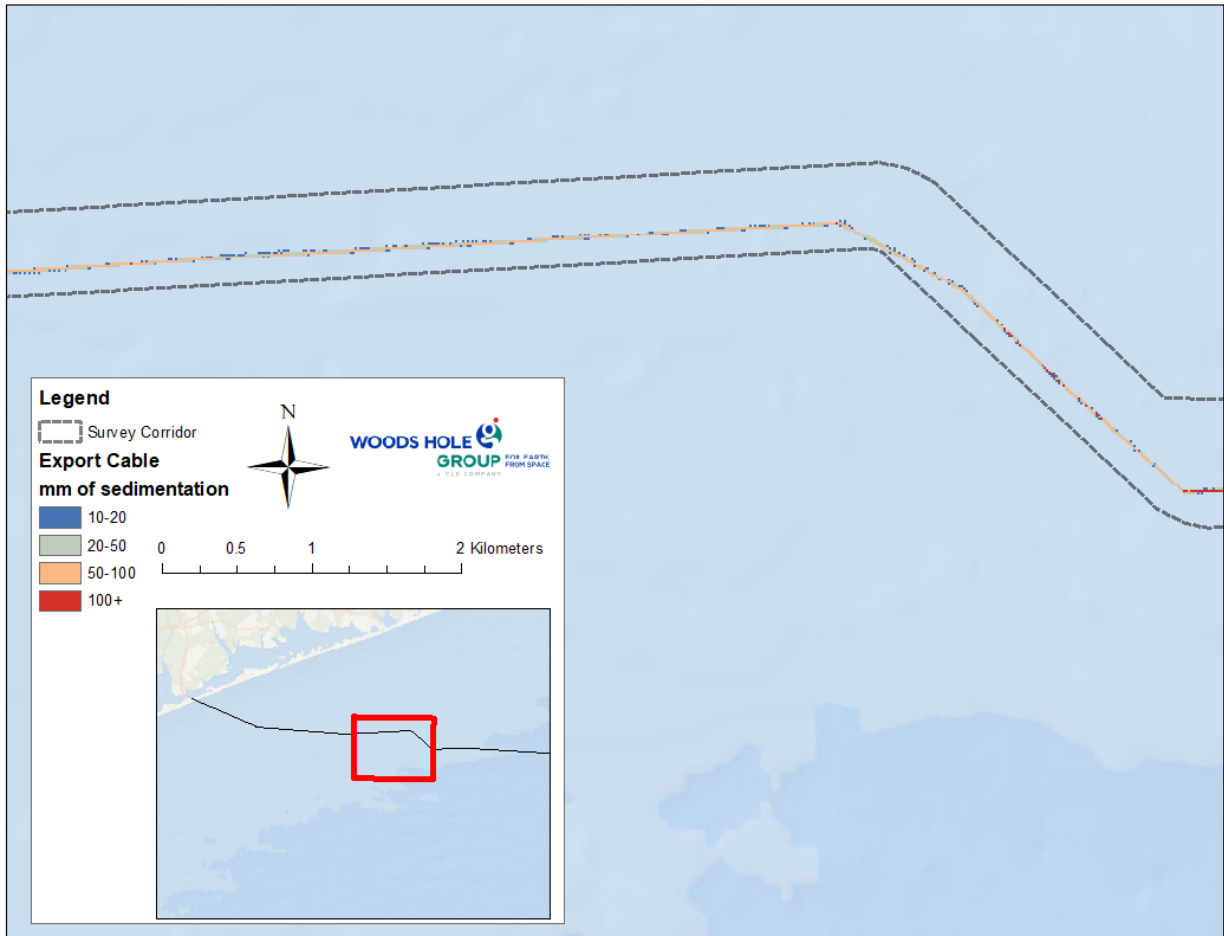 Legend
Survey Corridor
Export Cable
mm of sedimentation
10-20
20-50
50-100
100+
N
WOODS HOLE
GROUP FOR EARTH, FROM SPACE
A CLS COMPANY
0 0.5 1 2 Kilometers